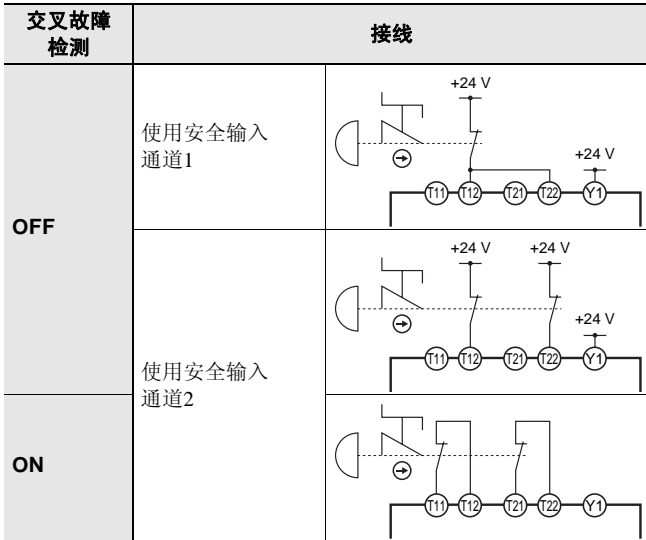 交叉故障
检测
接线
OFF
使用安全输入
通道1
+24 V
+24 V
T11 T12 T21 T22 Y1
使用安全输入
通道2
+24 V +24 V
+24 V
T11 T12 T21 T22 Y1
ON
T11 T12 T21 T22 Y1